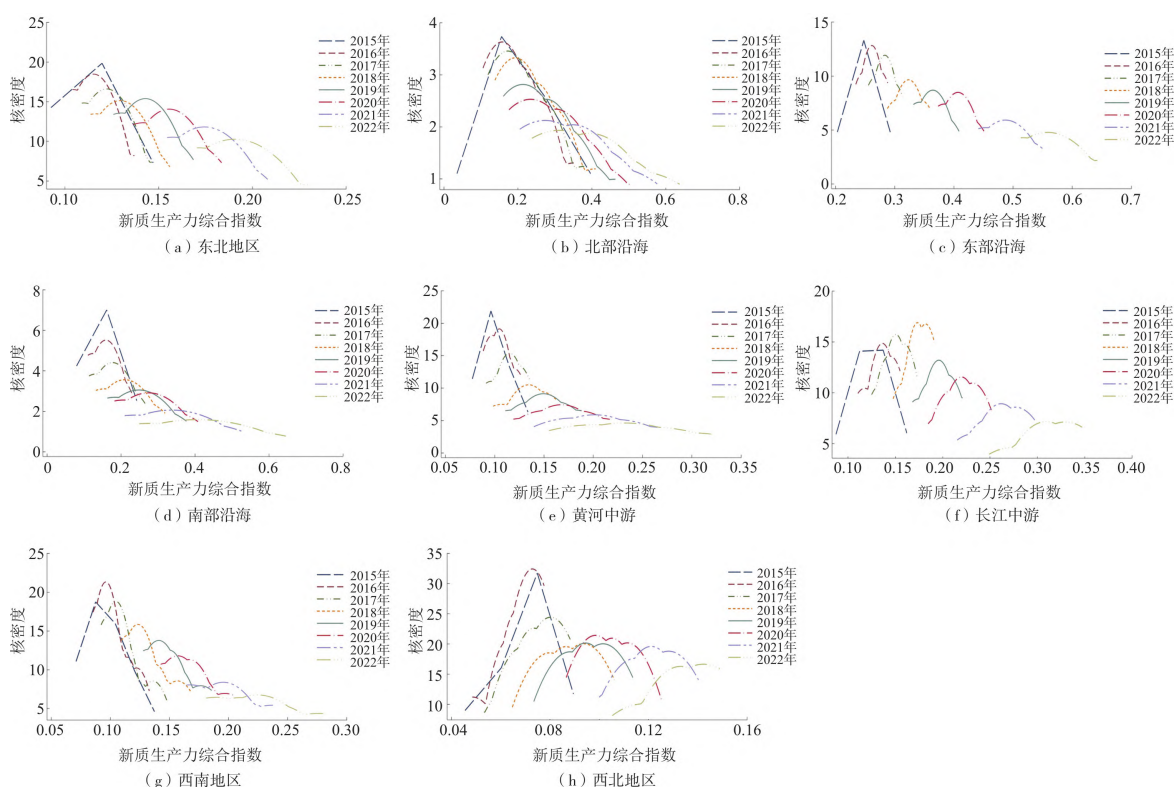 25
20
15
10
5
核密度
0.10
0.15
0.20
0.25
新质生产力综合指数
2015年
2016年
2017年
2018年
2019年
2020年
2021年
2022年
（a）东北地区
4
3
2
1
核密度
0
0.2
0.4
0.6
0.8
新质生产力综合指数
2015年
2016年
2017年
2018年
2019年
2020年
2021年
2022年
（b）北部沿海
15
10
5
0
核密度
0.2
0.3
0.4
0.5
0.6
0.7
新质生产力综合指数
2015年
2016年
2017年
2018年
2019年
2020年
2021年
2022年
（c）东部沿海
8
6
4
2
0
核密度
0
0.2
0.4
0.6
0.8
新质生产力综合指数
2015年
2016年
2017年
2018年
2019年
2020年
2021年
2022年
（d）南部沿海
25
20
15
10
5
0
核密度
0.05
0.10
0.15
0.20
0.25
0.30
0.35
新质生产力综合指数
2015年
2016年
2017年
2018年
2019年
2020年
2021年
2022年
（e）黄河中游
20
15
10
5
核密度
0.10
0.15
0.20
0.25
0.30
0.35
0.40
新质生产力综合指数
2015年
2016年
2017年
2018年
2019年
2020年
2021年
2022年
（f）长江中游
25
20
15
10
5
核密度
0.05
0.10
0.15
0.20
0.25
0.30
新质生产力综合指数
2015年
2016年
2017年
2018年
2019年
2020年
2021年
2022年
（g）西南地区
35
30
25
20
15
10
核密度
0.04
0.08
0.12
0.16
新质生产力综合指数
2015年
2016年
2017年
2018年
2019年
2020年
2021年
2022年
（h）西北地区